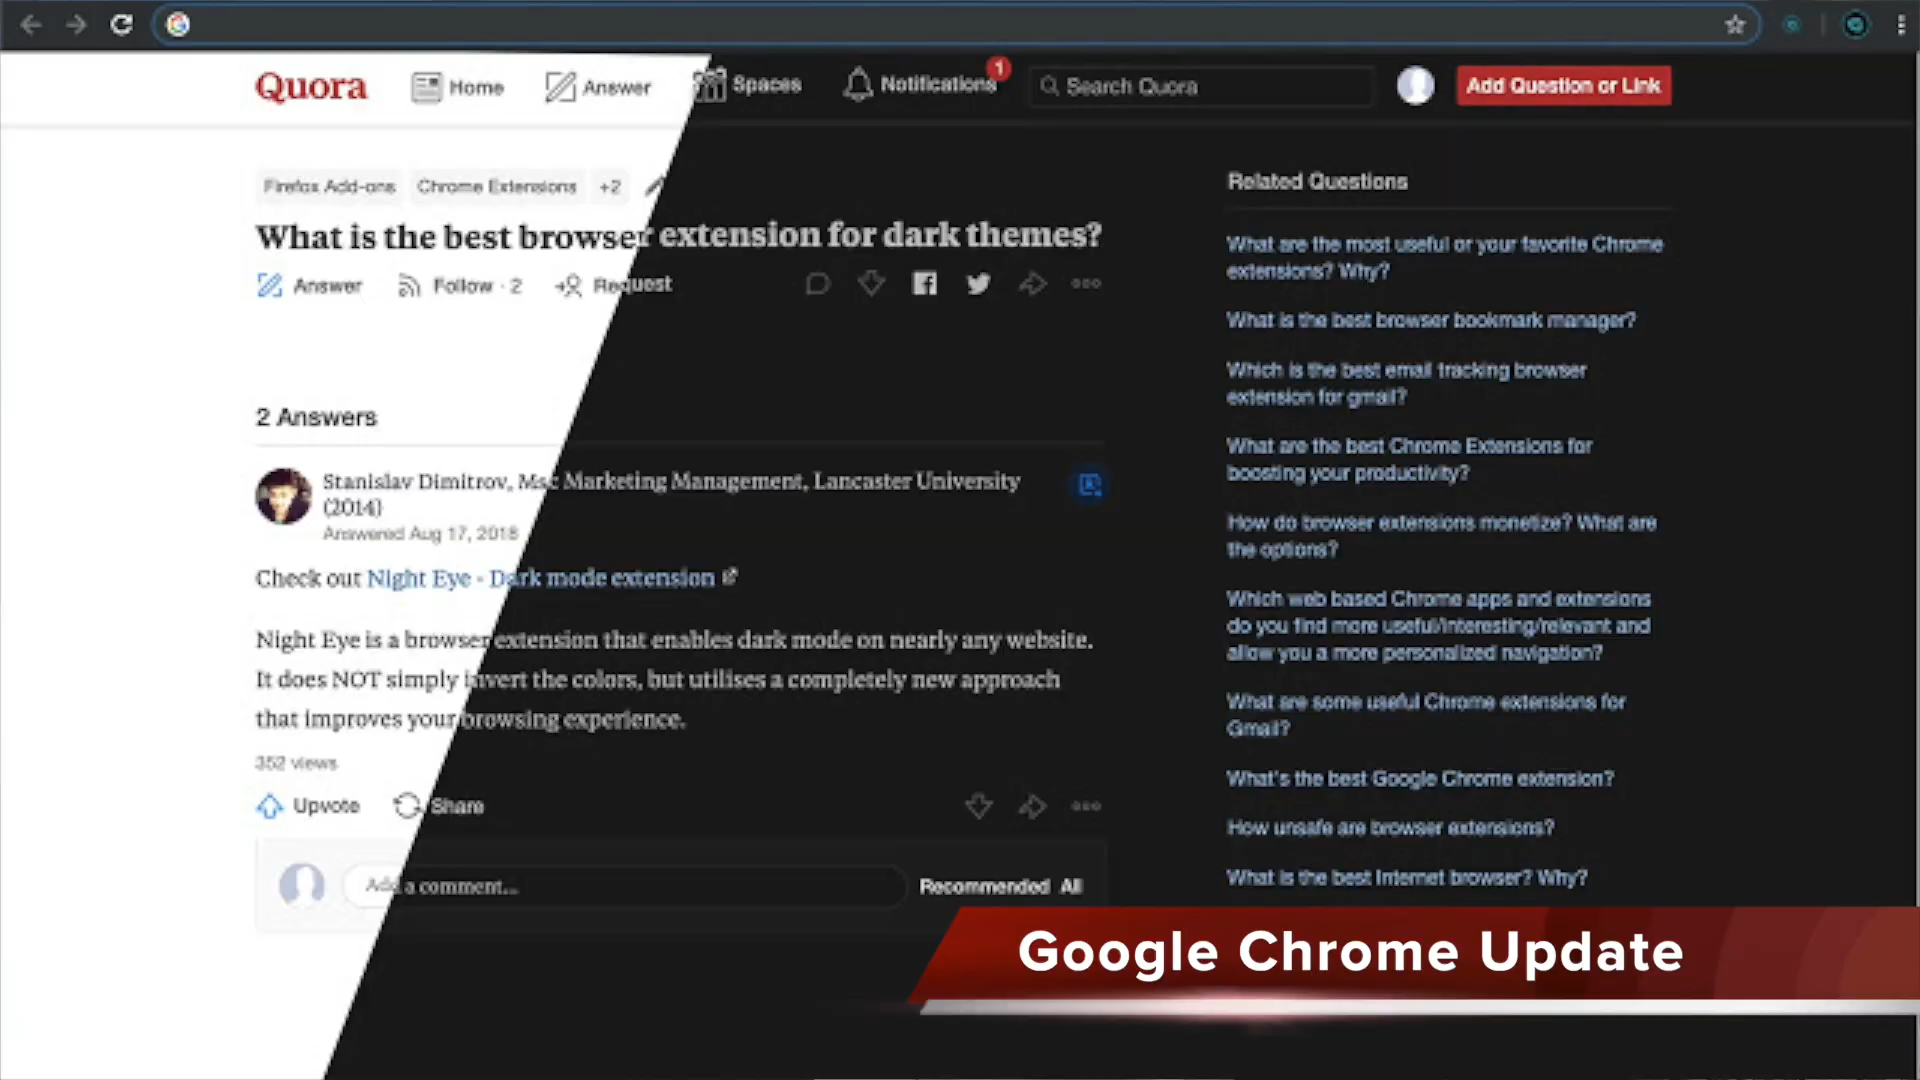 Quora Home Answer Spaces Notifications 1 Search Quora Add Question or Link
Firefox Add-ons Chrome Extensions +2
What is the best browser extension for dark themes?
Answer Follow · 2 Request
2 Answers
Stanislav Dimitrov, Msc Marketing Management, Lancaster University
(2014)
Answered Aug 17, 2018
Check out Night Eye - Dark mode extension
Night Eye is a browser extension that enables dark mode on nearly any website.
It does NOT simply invert the colors, but utilises a completely new approach
that improves your browsing experience.
352 views
Upvote Share
Add a comment...
Recommended All
Related Questions
What are the most useful or your favorite Chrome
extensions? Why?
What is the best browser bookmark manager?
Which is the best email tracking browser
extension for gmail?
What are the best Chrome Extensions for
boosting your productivity?
How do browser extensions monetize? What are
the options?
Which web based Chrome apps and extensions
do you find more useful/interesting/relevant and
allow you a more personalized navigation?
What are some useful Chrome extensions for
Gmail?
What's the best Google Chrome extension?
How unsafe are browser extensions?
What is the best Internet browser? Why?
Google Chrome Update